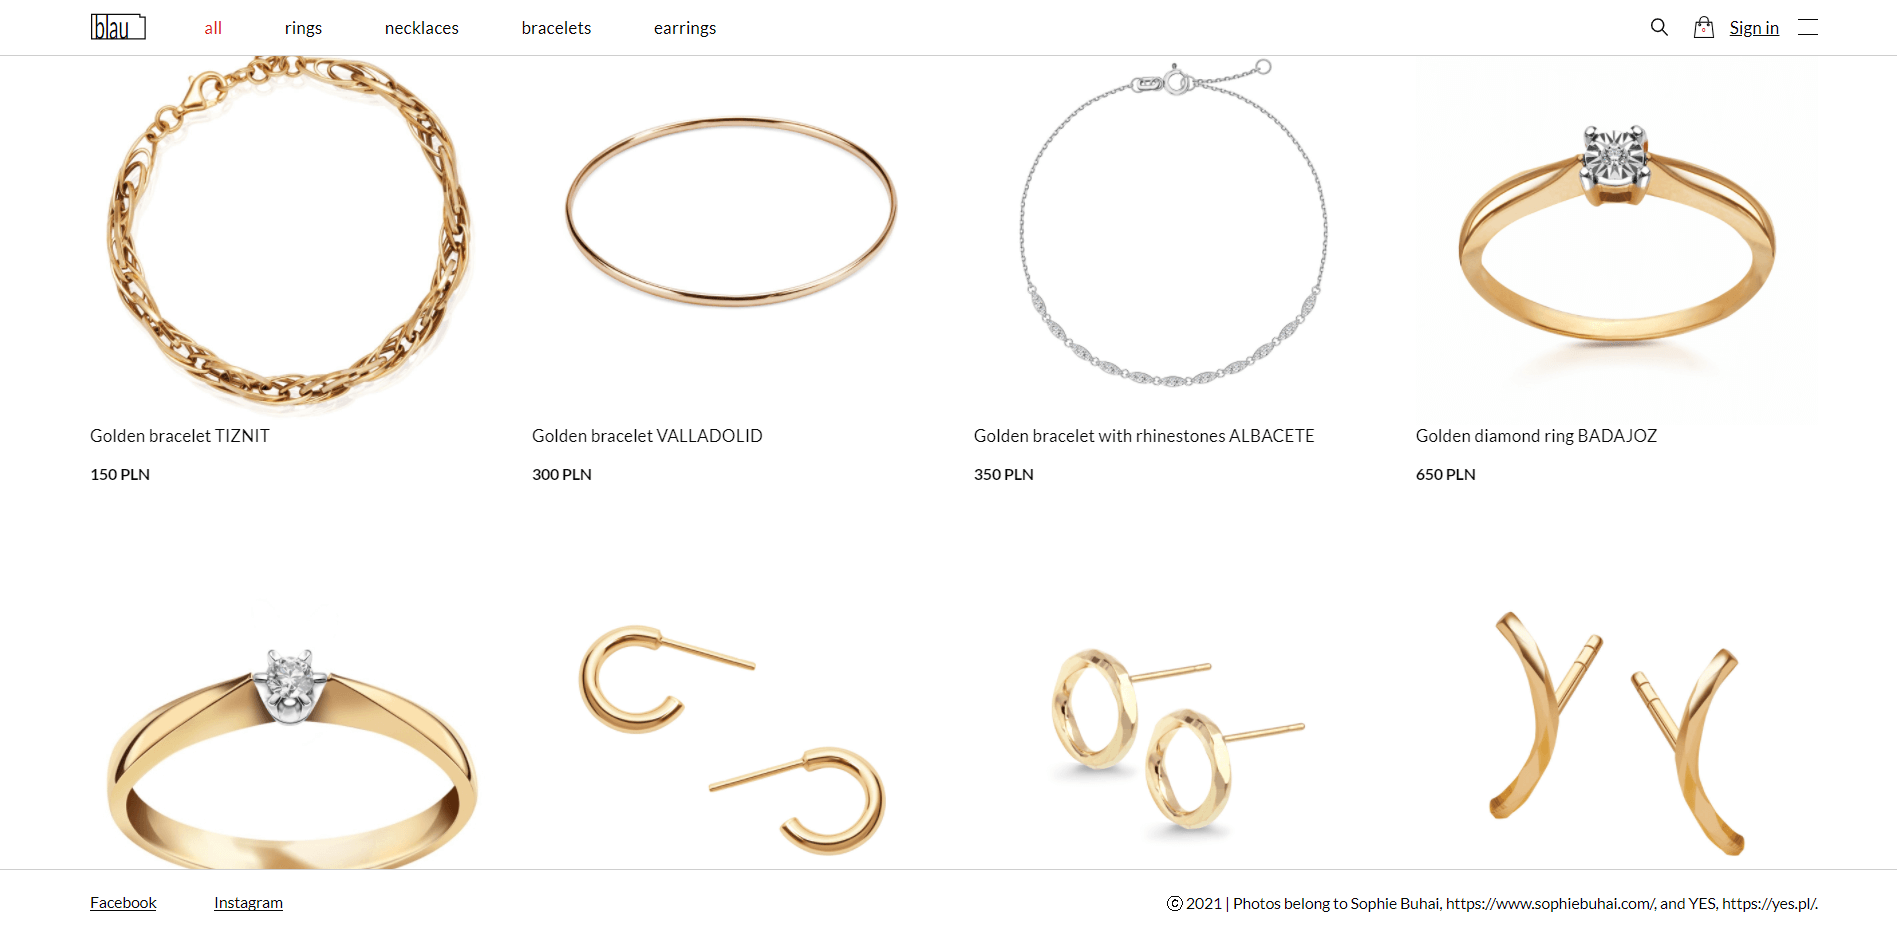 blau all rings necklaces bracelets earrings 0 Sign in
Golden bracelet TIZNIT
150 PLN
Golden bracelet VALLADOLID
300 PLN
Golden bracelet with rhinestones ALBACETE
350 PLN
Golden diamond ring BADAJOZ
650 PLN
Facebook Instagram
© 2021 | Photos belong to Sophie Buhai, https://www.sophiebuhai.com/, and YES, https://yes.pl/.